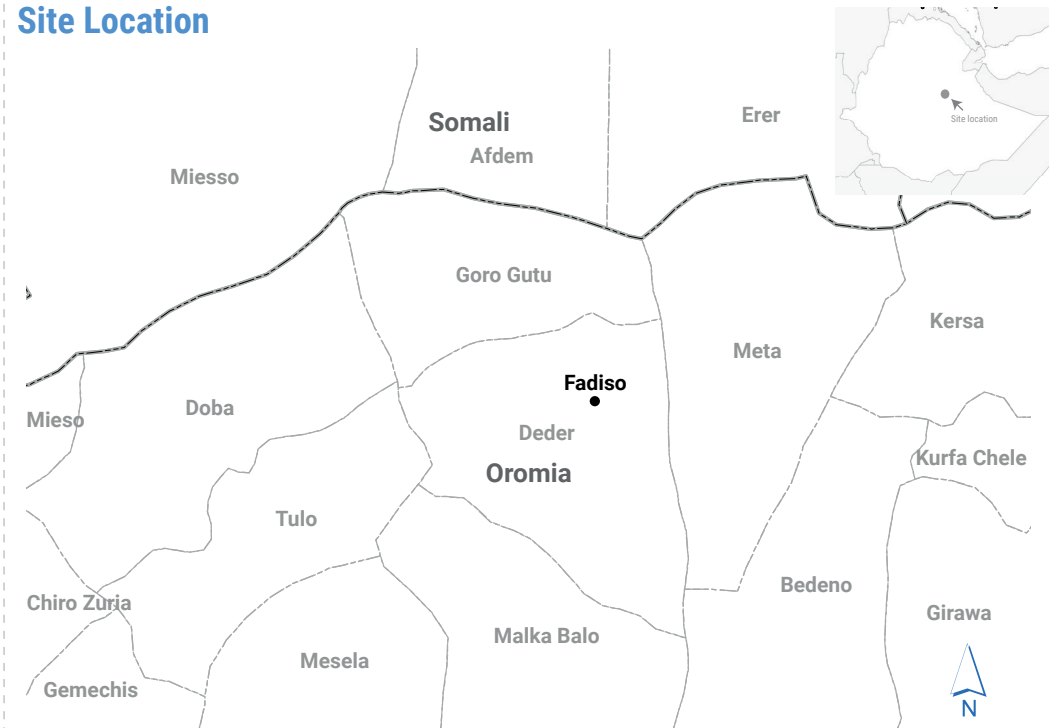 Site Location
Somali
Erer
Site location
Afdem
Miesso
Goro Gutu
Kersa
Meta
Fadiso
Doba
Mieso
Deder
Kurfa Chele
Oromia
Tulo
Bedeno
Chiro Zuria
Girawa
Malka Balo
Mesela
Gemechis
N